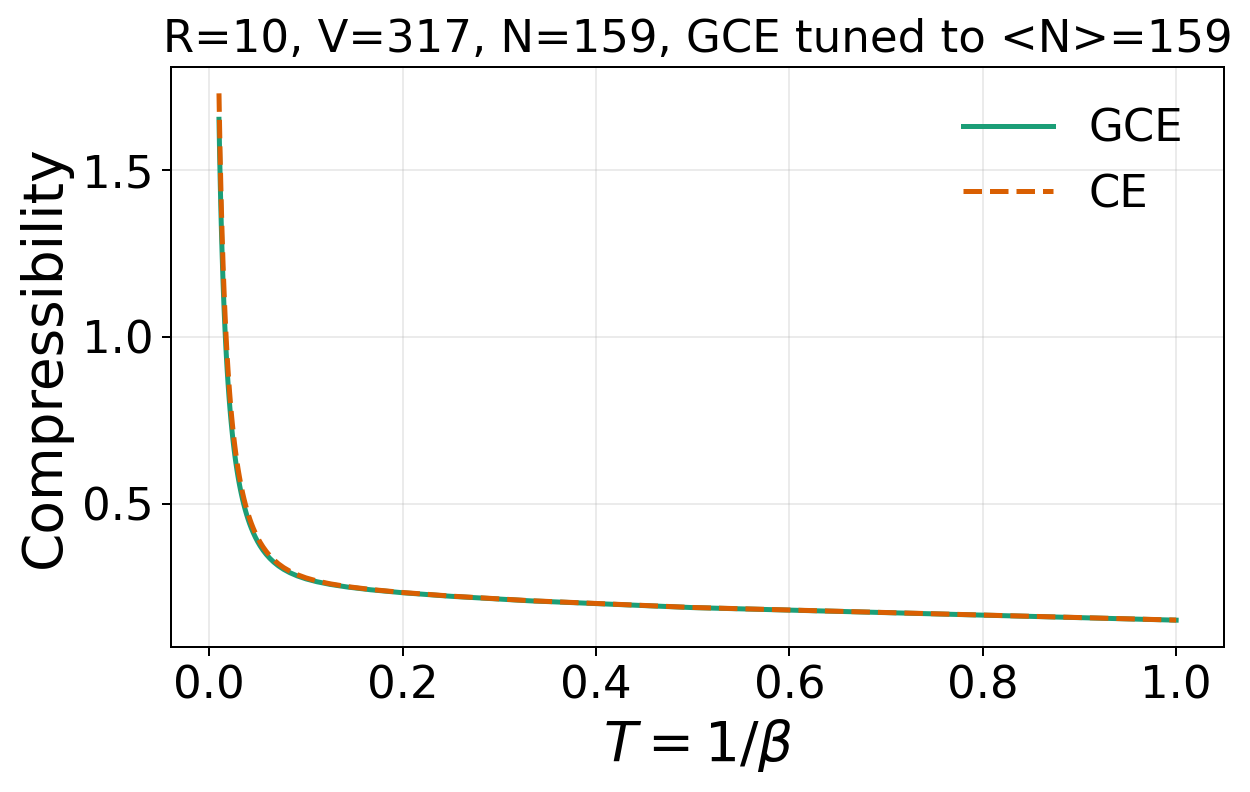 R=10, V=317, N=159, GCE tuned to <N>=159
GCE
CE
Compressibility
1.5
1.0
0.5
0.0 0.2 0.4 0.6 0.8 1.0
T = 1/β